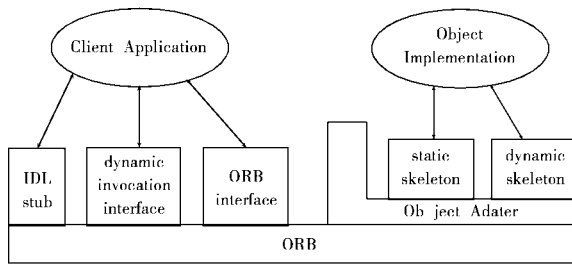 Client Application
Object
Implementation
IDL
stub
dynamic
invocation
interface
ORB
interface
static
skeleton
dynamic
skeleton
Ob ject Adater
ORB